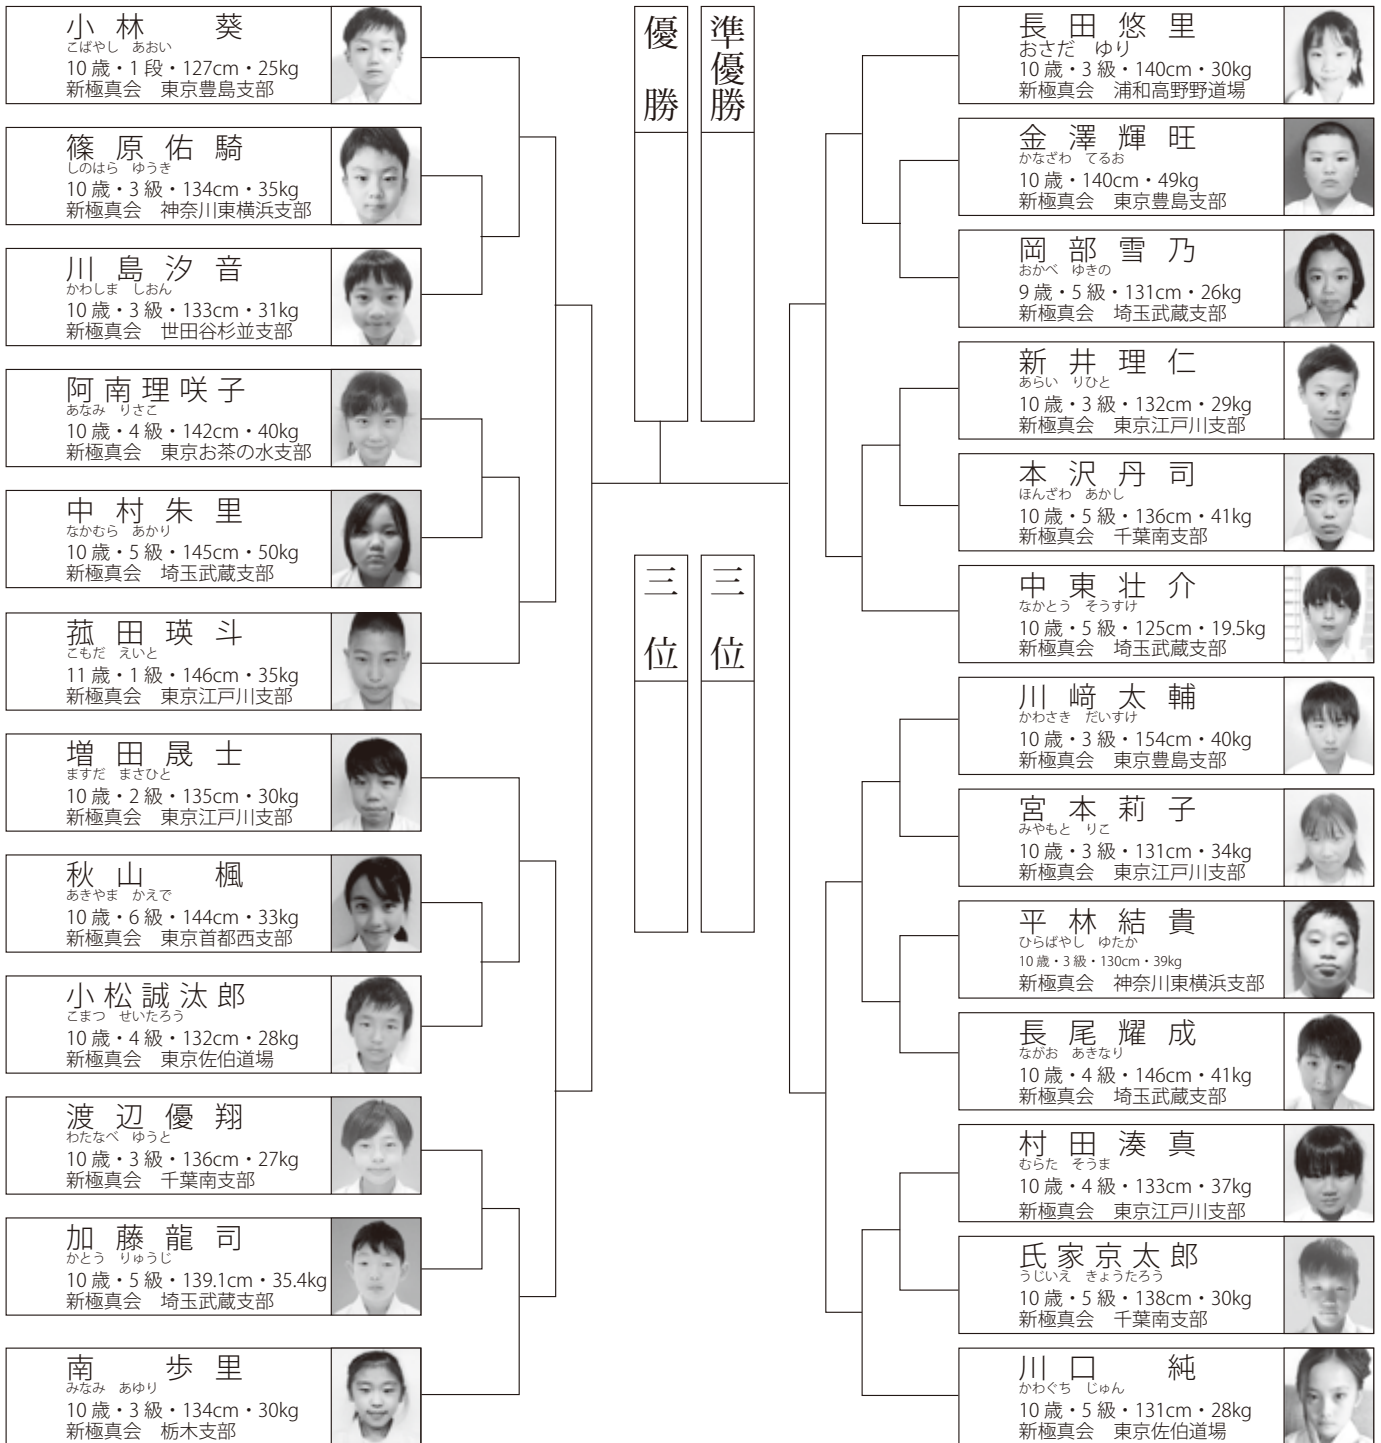 小林 葵
こばやし あおい
10歳・1段・127cm・25kg
新極真会 東京豊島支部
篠原佑騎
しのはら ゆうき
10歳・3級・134cm・35kg
新極真会 神奈川東横浜支部
川島汐音
かわしま しおん
10歳・3級・133cm・31kg
新極真会 世田谷杉並支部
阿南理咲子
あなみ りさこ
10歳・4級・142cm・40kg
新極真会 東京お茶の水支部
中村朱里
なかむら あかり
10歳・5級・145cm・50kg
新極真会 埼玉武蔵支部
菰田瑛斗
こもだ えいと
11歳・1級・146cm・35kg
新極真会 東京江戸川支部
増田晟士
ますだ まさひと
10歳・2級・135cm・30kg
新極真会 東京江戸川支部
秋山 楓
あきやま かえで
10歳・6級・144cm・33kg
新極真会 東京首都西支部
小松誠汰郎
こまつ せいたろう
10歳・4級・132cm・28kg
新極真会 東京佐伯道場
渡辺優翔
わたなべ ゆうと
10歳・3級・136cm・27kg
新極真会 千葉南支部
加藤龍司
かとう りゅうじ
10歳・5級・139.1cm・35.4kg
新極真会 埼玉武蔵支部
南 歩里
みなみ あゆり
10歳・3級・134cm・30kg
新極真会 栃木支部
優勝
準優勝
三位
三位
長田悠里
おさだ ゆり
10歳・3級・140cm・30kg
新極真会 浦和高野野道場
金澤輝旺
かなざわ てるお
10歳・140cm・49kg
新極真会 東京豊島支部
岡部雪乃
おかべ ゆきの
9歳・5級・131cm・26kg
新極真会 埼玉武蔵支部
新井理仁
あらい りひと
10歳・3級・132cm・29kg
新極真会 東京江戸川支部
本沢丹司
ほんざわ あかし
10歳・5級・136cm・41kg
新極真会 千葉南支部
中東壮介
なかとう そうすけ
10歳・5級・125cm・19.5kg
新極真会 埼玉武蔵支部
川﨑太輔
かわさき だいすけ
10歳・3級・154cm・40kg
新極真会 東京豊島支部
宮本莉子
みやもと りこ
10歳・3級・131cm・34kg
新極真会 東京江戸川支部
平林結貴
ひらばやし ゆたか
10歳・3級・130cm・39kg
新極真会 神奈川東横浜支部
長尾耀成
ながお あきなり
10歳・4級・146cm・41kg
新極真会 埼玉武蔵支部
村田湊真
むらた そうま
10歳・4級・133cm・37kg
新極真会 東京江戸川支部
氏家京太郎
うじいえ きょうたろう
10歳・5級・138cm・30kg
新極真会 千葉南支部
川口 純
かわぐち じゅん
10歳・5級・131cm・28kg
新極真会 東京佐伯道場